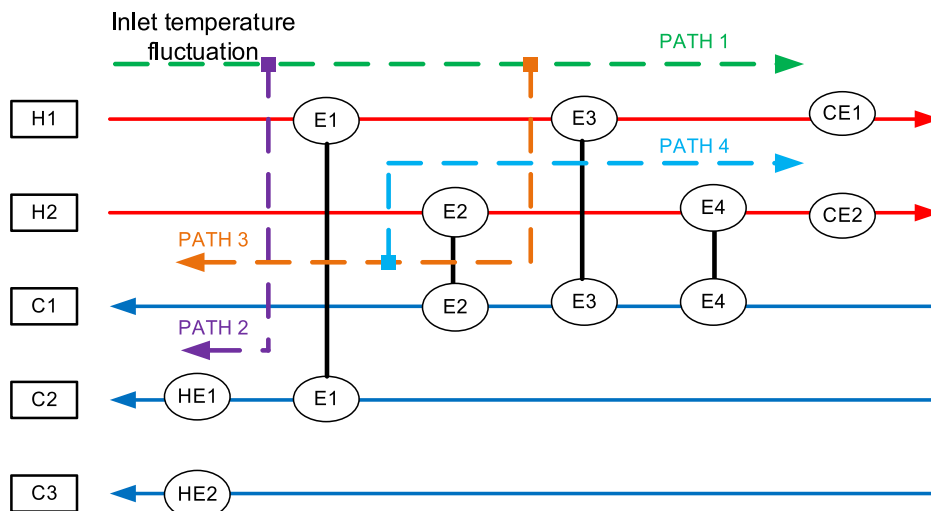 Inlet temperature
fluctuation
PATH 1
H1
E1
E3
CE1
PATH 4
H2
E2
E4
CE2
PATH 3
C1
E2
E3
E4
PATH 2
C2
HE1
E1
C3
HE2